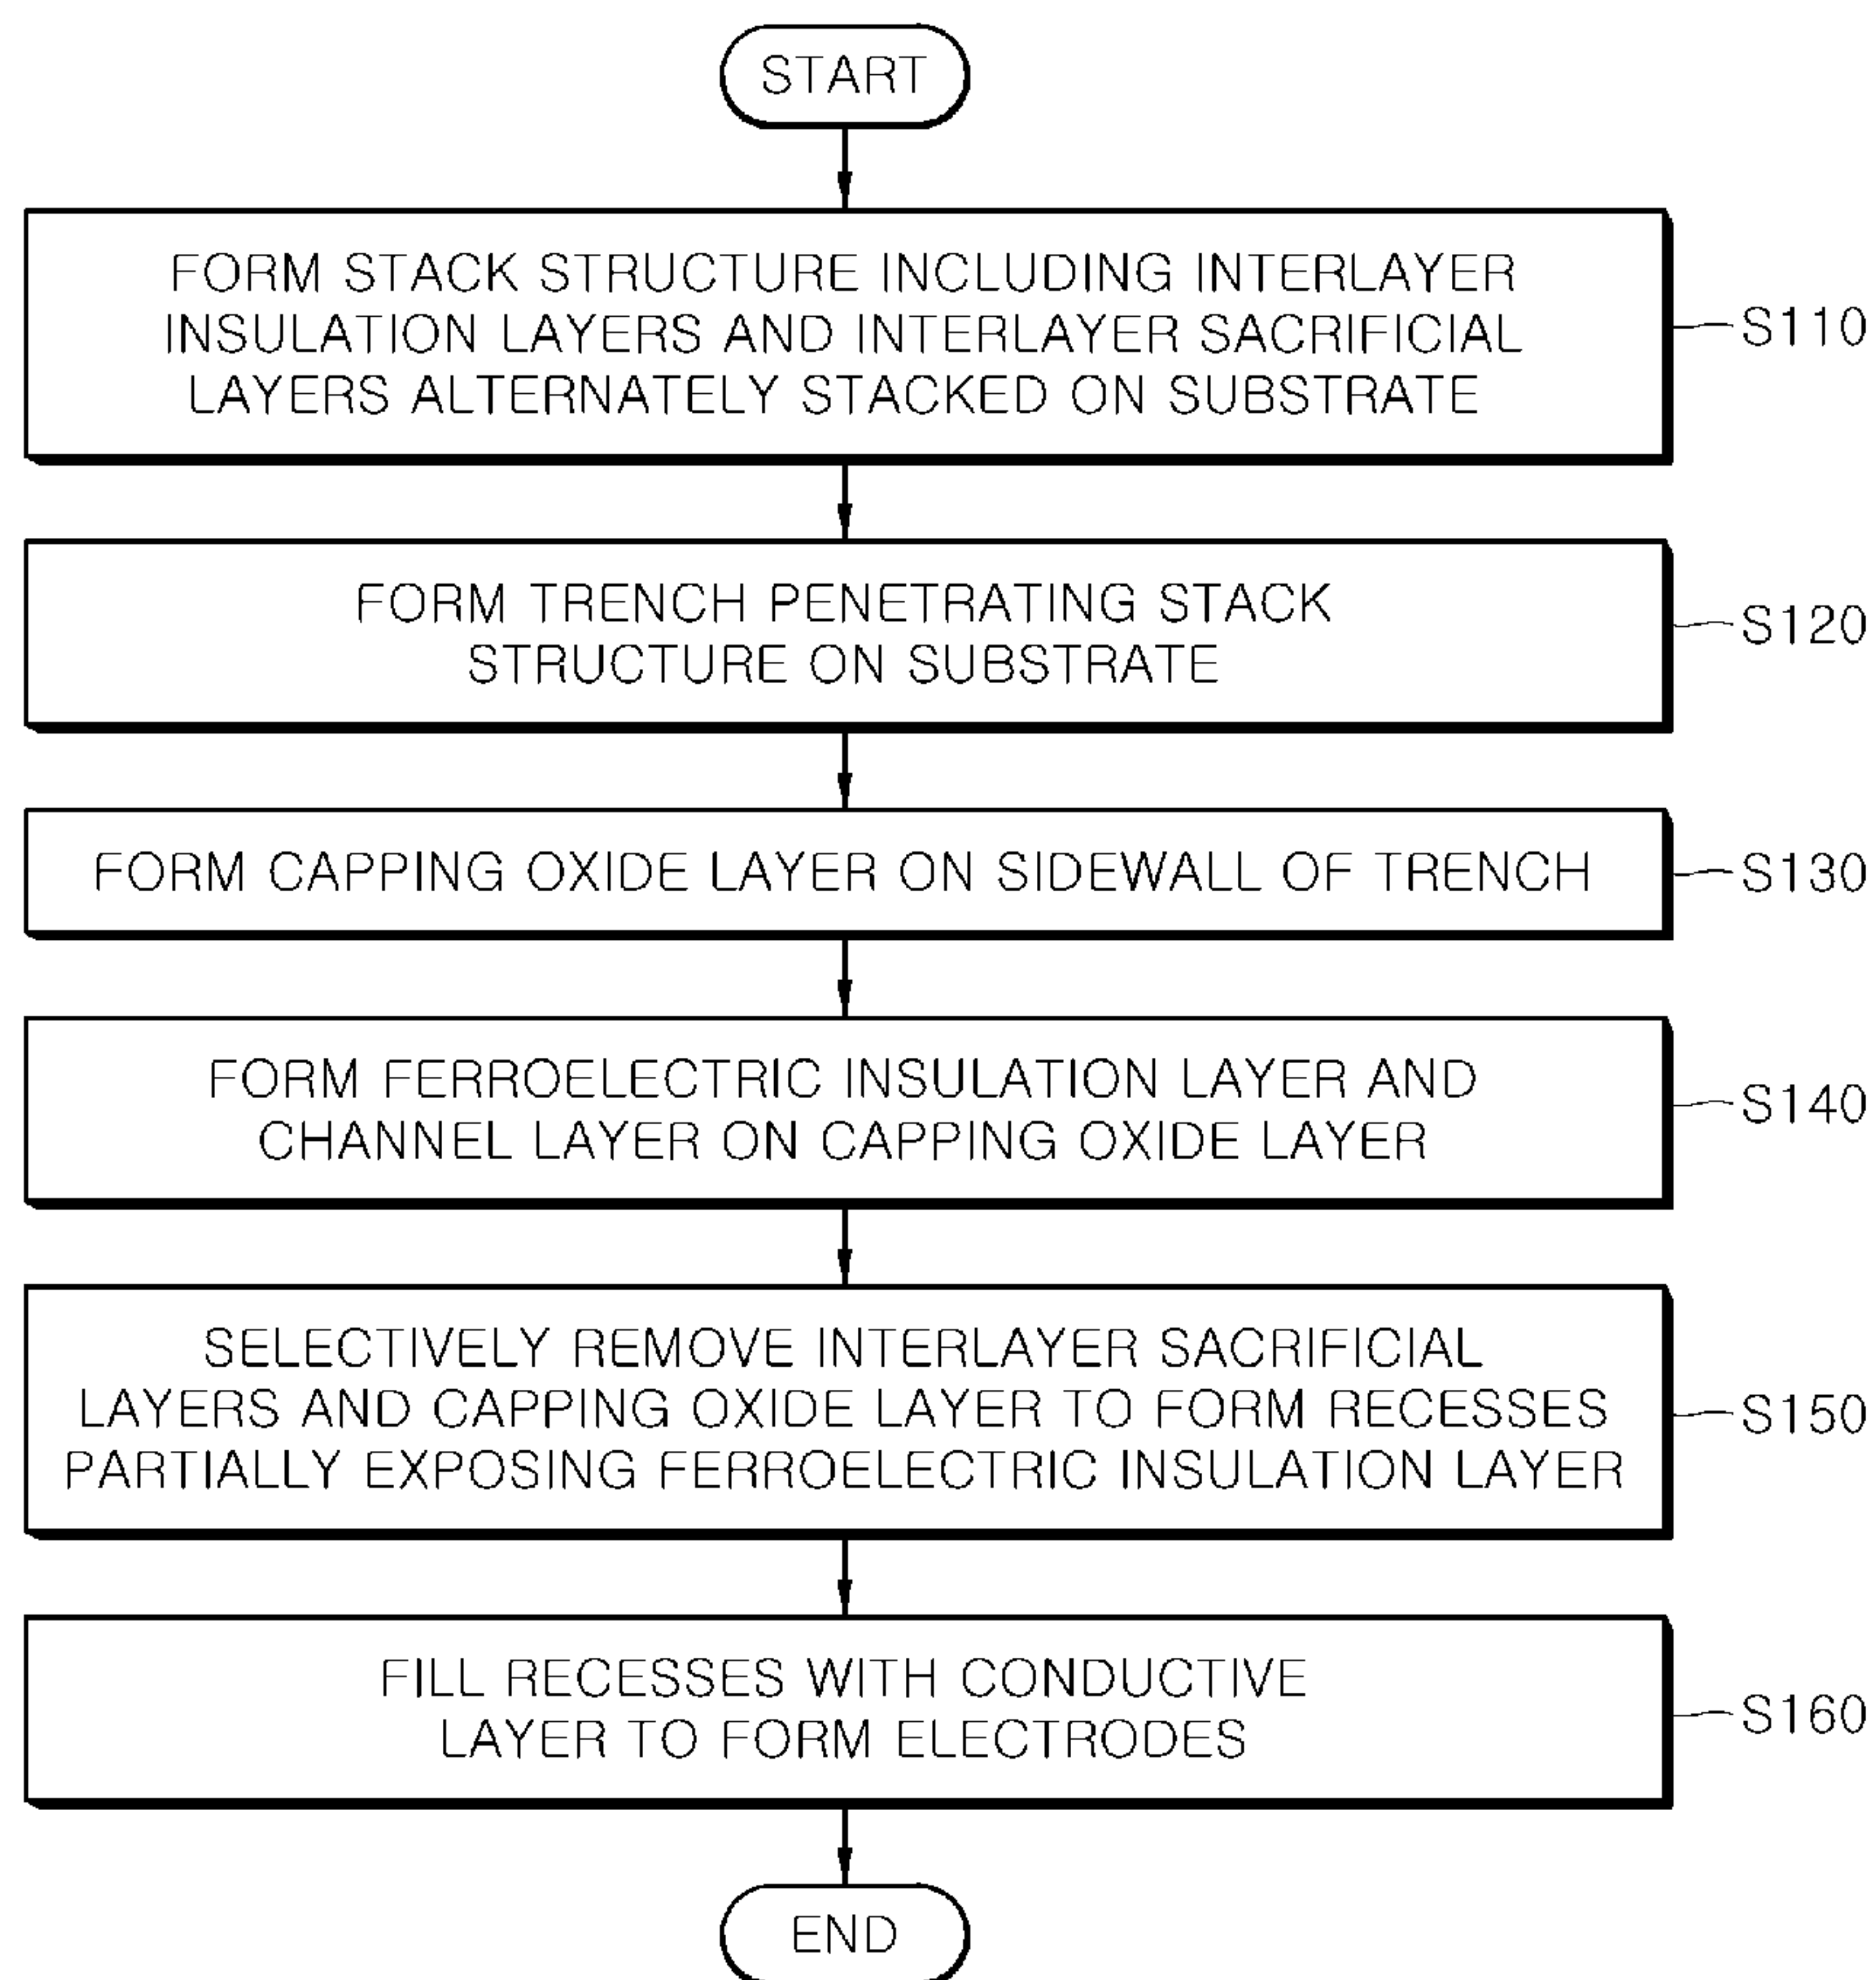 START
FORM STACK STRUCTURE INCLUDING INTERLAYER
INSULATION LAYERS AND INTERLAYER SACRIFICIAL
LAYERS ALTERNATELY STACKED ON SUBSTRATE
S110
FORM TRENCH PENETRATING STACK
STRUCTURE ON SUBSTRATE
S120
FORM CAPPING OXIDE LAYER ON SIDEWALL OF TRENCH
S130
FORM FERROELECTRIC INSULATION LAYER AND
CHANNEL LAYER ON CAPPING OXIDE LAYER
S140
SELECTIVELY REMOVE INTERLAYER SACRIFICIAL
LAYERS AND CAPPING OXIDE LAYER TO FORM RECESSES
PARTIALLY EXPOSING FERROELECTRIC INSULATION LAYER
S150
FILL RECESSES WITH CONDUCTIVE
LAYER TO FORM ELECTRODES
S160
END